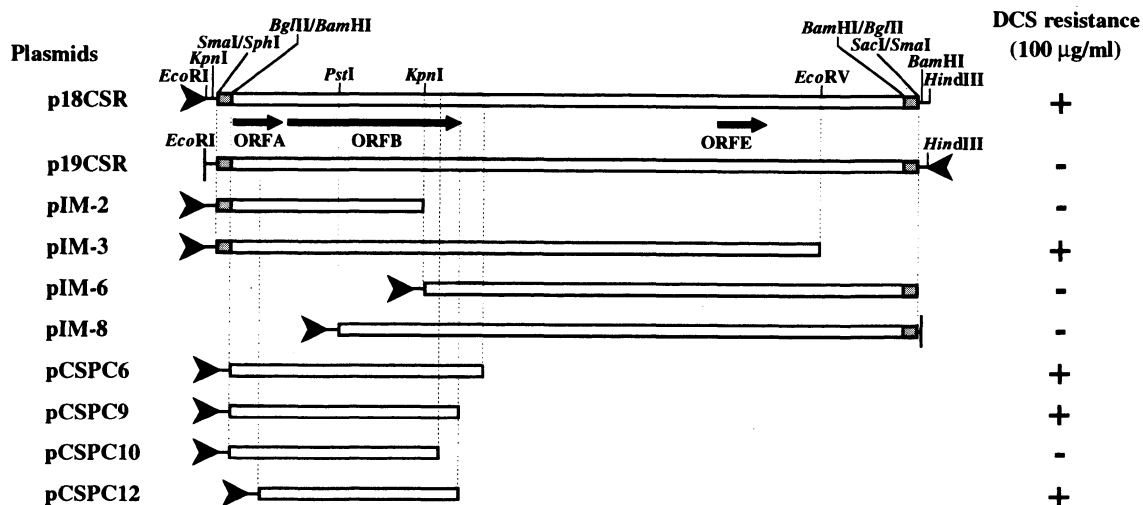 Plasmids
DCS resistance
(100 µg/ml)
BglII/BamHI
SmaI/SphI
KpnI
EcoRI
PstI
KpnI
BamHI/BglII
SacI/SmaI
BamHI
EcoRV
HindIII
p18CSR
+
ORFA
ORFB
ORFE
EcoRI
HindIII
p19CSR
-
pIM-2
-
pIM-3
+
pIM-6
-
pIM-8
-
pCSPC6
+
pCSPC9
+
pCSPC10
-
pCSPC12
+